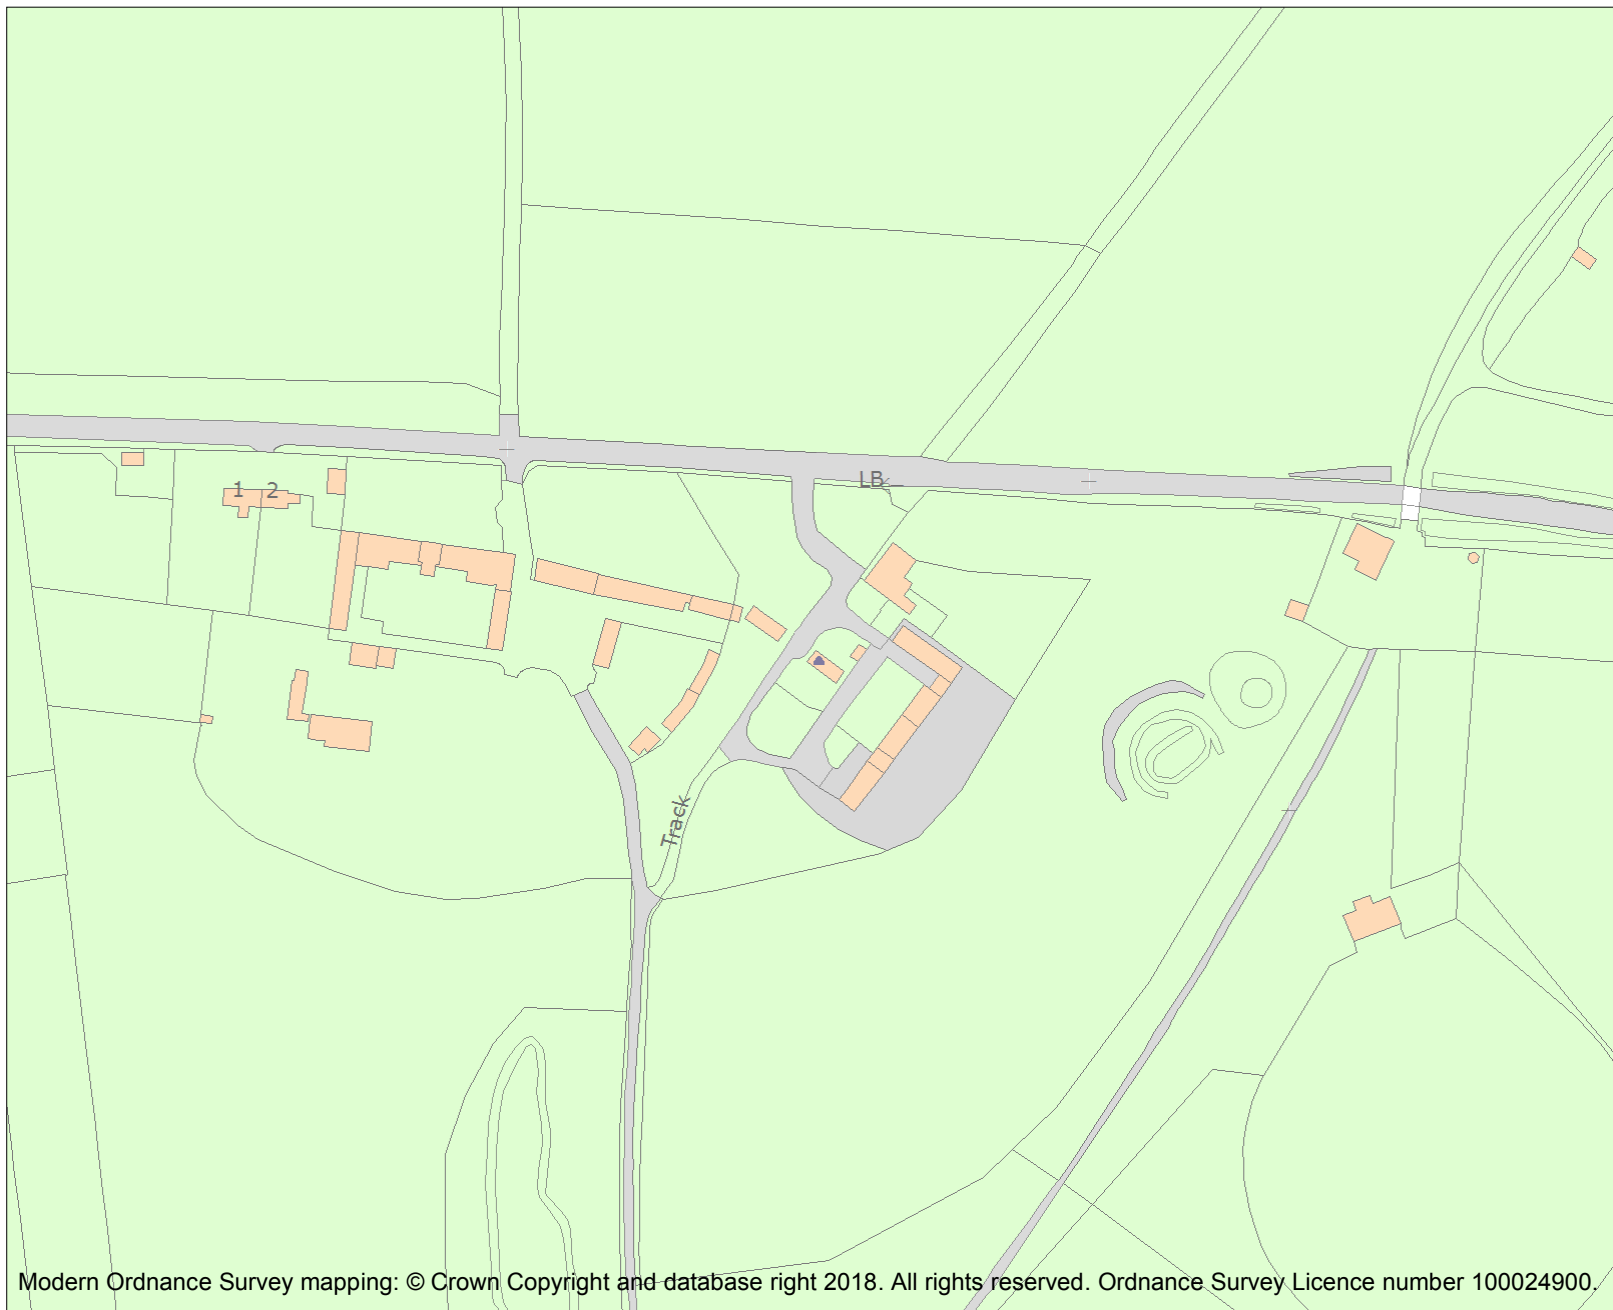 LB
1 2
Track
Modern Ordnance Survey mapping: © Crown Copyright and database right 2018. All rights reserved. Ordnance Survey Licence number 100024900.